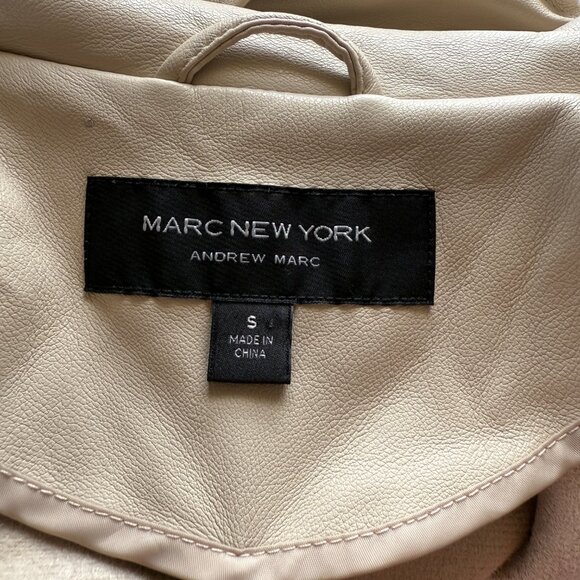 MARC NEW YORK
ANDREW MARC
S
MADE IN
CHINA